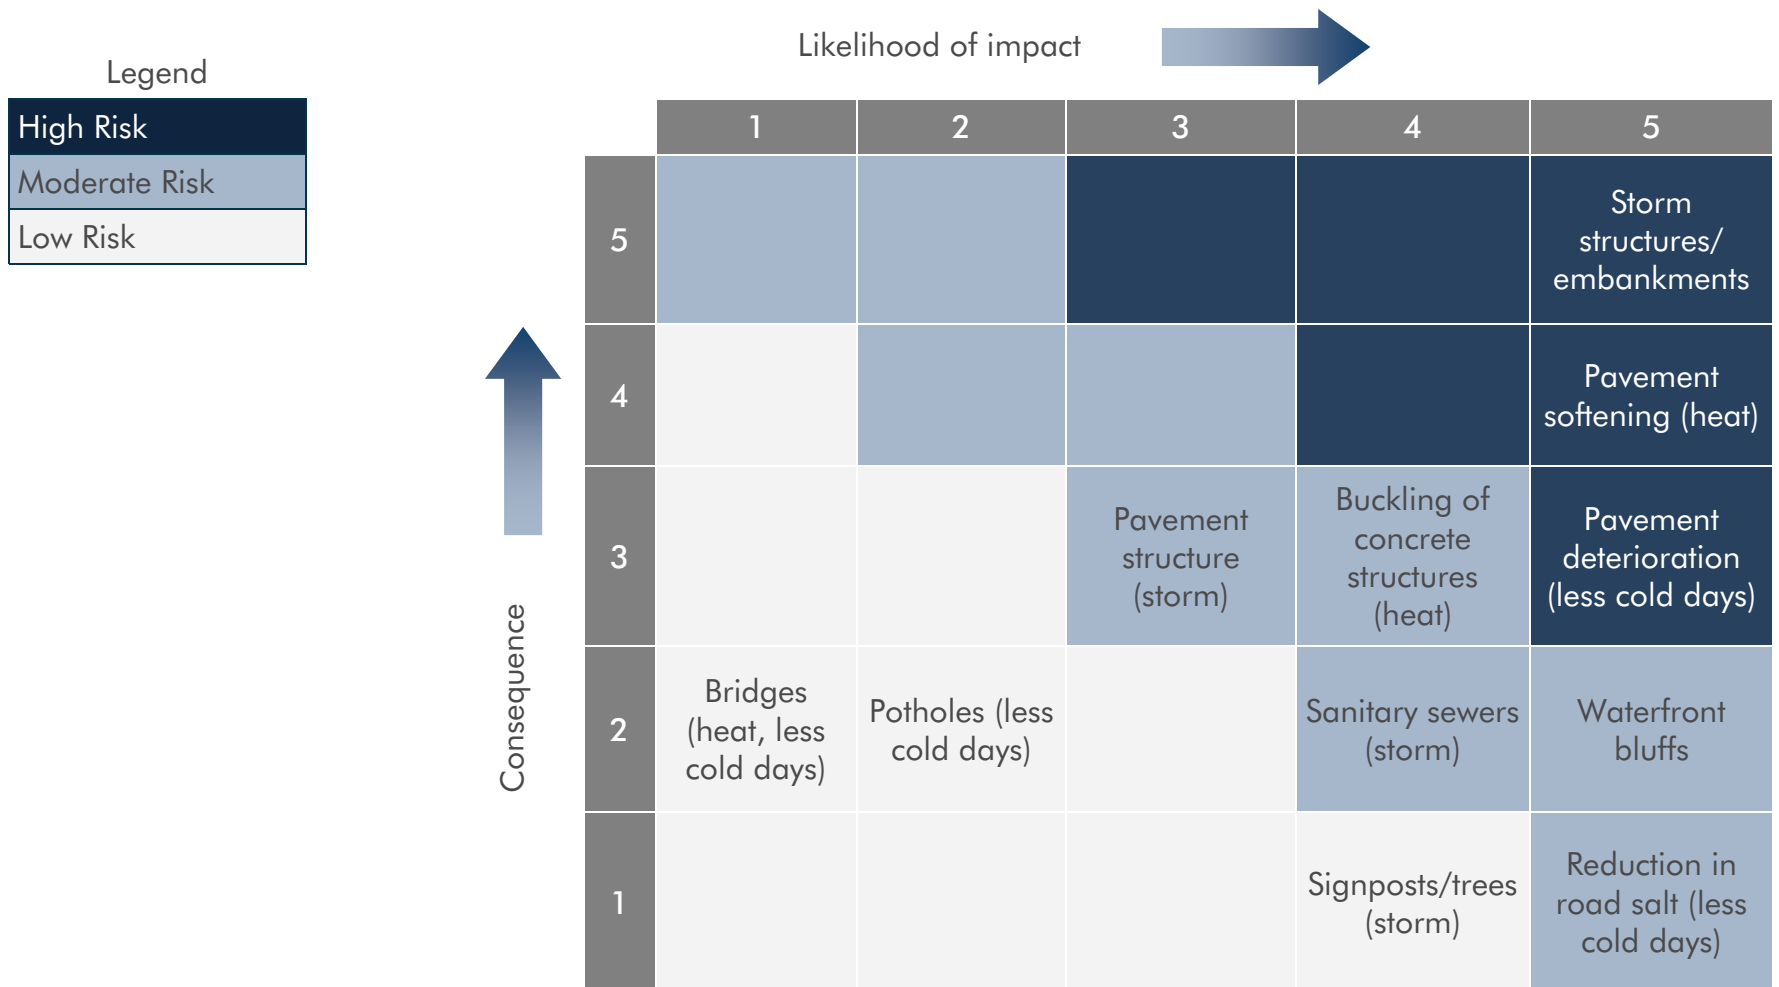 Likelihood of impact
Legend
High Risk
Moderate Risk
Low Risk
1
2
3
4
5
5
Storm
structures/
embankments
4
Pavement
softening (heat)
3
Pavement
structure
(storm)
Buckling of
concrete
structures
(heat)
Pavement
deterioration
(less cold days)
Consequence
2
Bridges
(heat, less
cold days)
Potholes (less
cold days)
Sanitary sewers
(storm)
Waterfront
bluffs
1
Signposts/trees
(storm)
Reduction in
road salt (less
cold days)